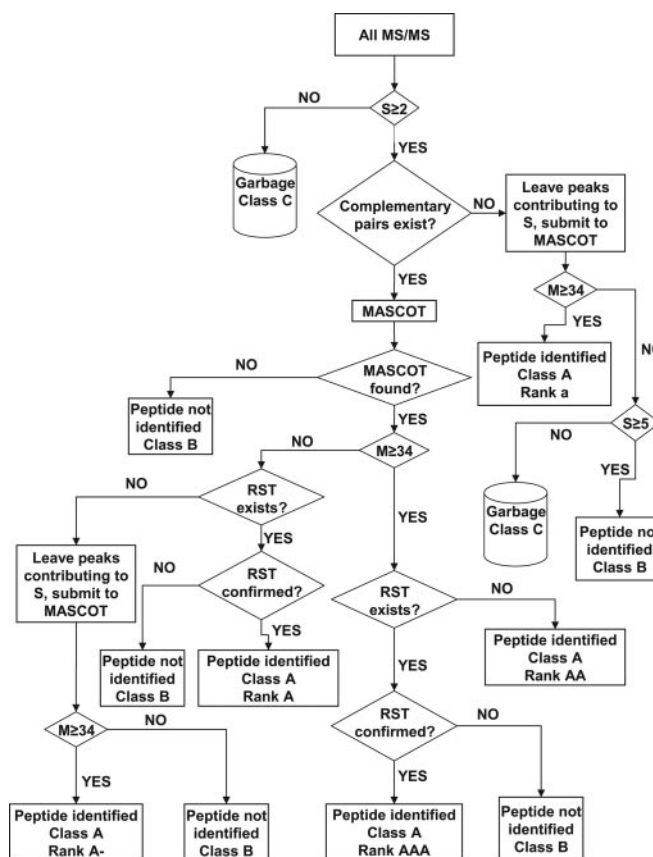 All MS/MS
NO
S≥2
YES
Garbage
Class C
Complementary
pairs exist?
NO
Leave peaks
contributing to
S, submit to
MASCOT
YES
M≥34
MASCOT
YES
NO
Peptide identified
Class A
Rank a
NO
MASCOT
found?
Peptide not
identified
Class B
YES
S≥5
NO
NO
M≥34
YES
NO
RST
exists?
Garbage
Class C
YES
Peptide not
identified
Class B
Leave peaks
contributing to
S, submit to
MASCOT
YES
NO
RST
confirmed?
RST
exists?
NO
YES
Peptide not
identified
Class B
Peptide identified
Class A
Rank A
YES
Peptide identified
Class A
Rank AA
M≥34
NO
RST
confirmed?
NO
YES
YES
Peptide identified
Class A
Rank A-
Peptide not
identified
Class B
Peptide identified
Class A
Rank AAA
Peptide not
identified
Class B